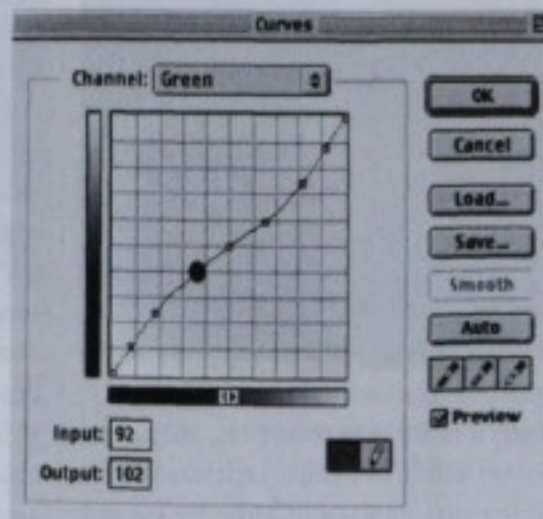 Curves
Channel: Green
OK
Cancel
Load...
Save...
Smooth
Auto
Preview
Input: 92
Output: 102